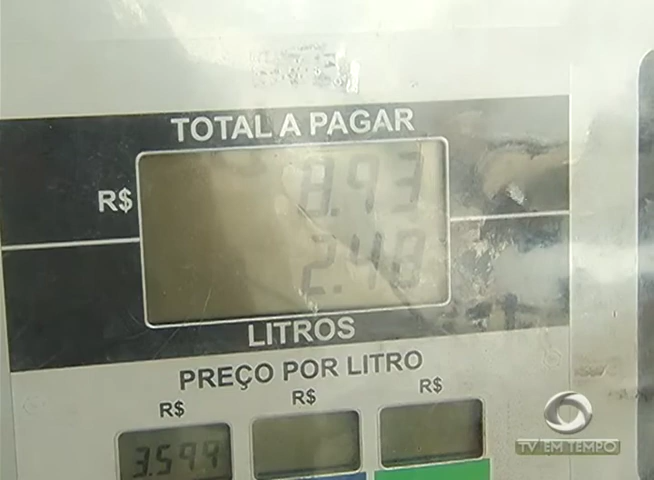 TOTAL A PAGAR
R$ 8.93
2.48
LITROS
PREÇO POR LITRO
R$ R$ R$
3.599
TV EM TEMPO